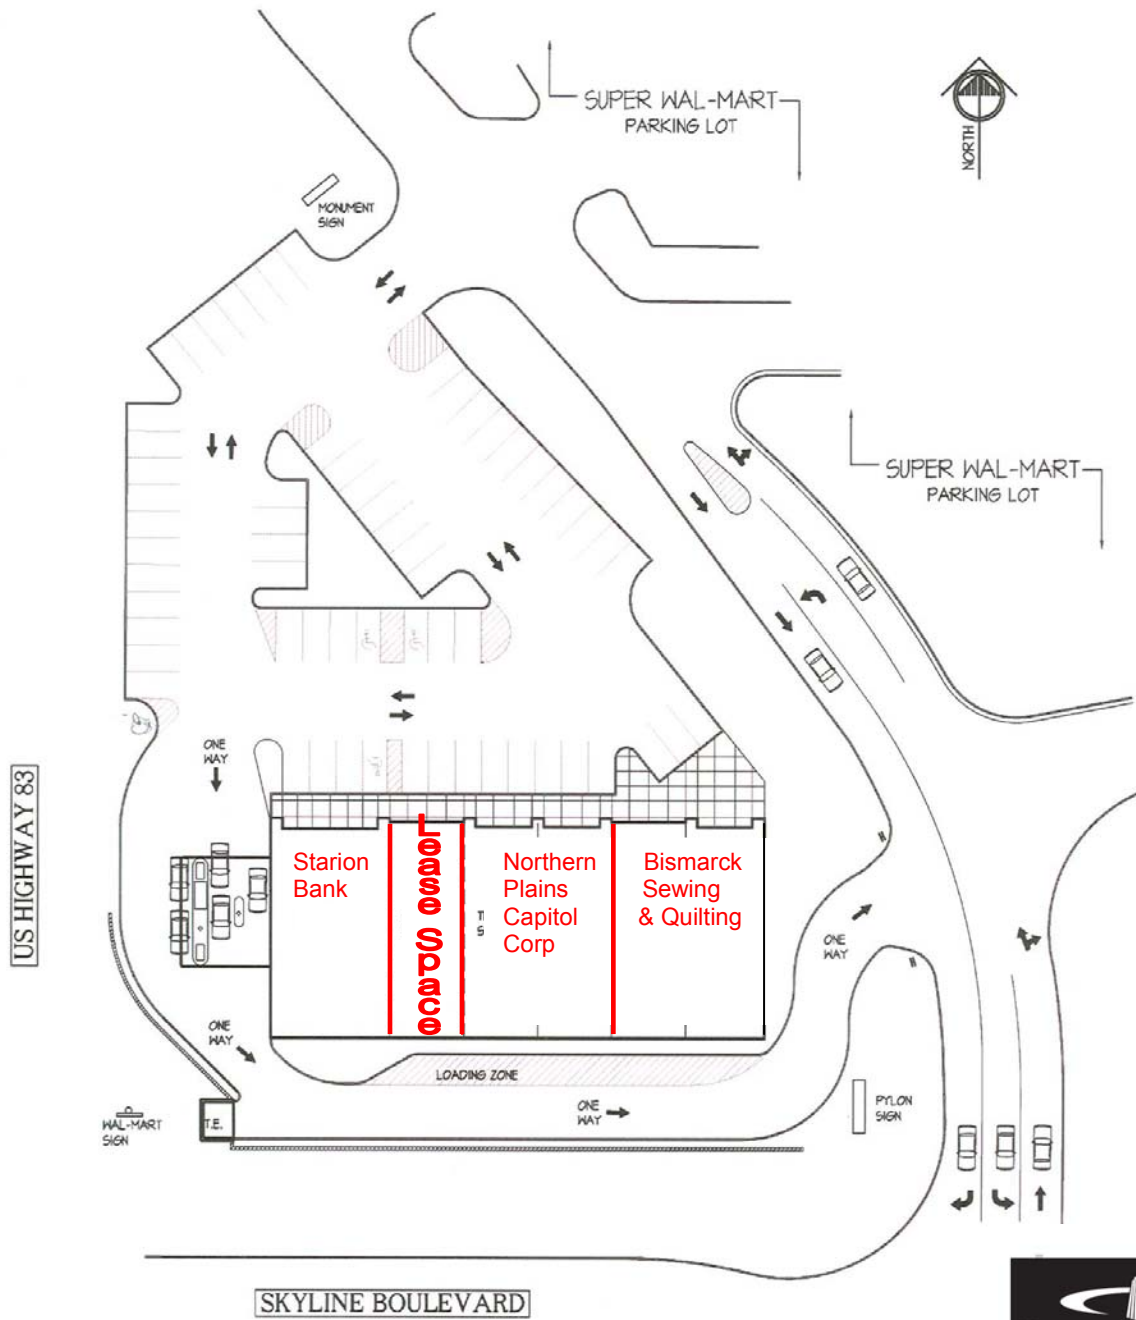 SUPER WAL-MART
PARKING LOT
NORTH
MONUMENT
SIGN
SUPER WAL-MART
PARKING LOT
ONE
WAY
US HIGHWAY 83
Starion
Bank
Lease Space
Northern
Plains
Capitol
Corp
Bismarck
Sewing
& Quilting
ONE
WAY
ONE
WAY
LOADING ZONE
ONE
WAY
PYLON
SIGN
WAL-MART
SIGN
T.E.
SKYLINE BOULEVARD